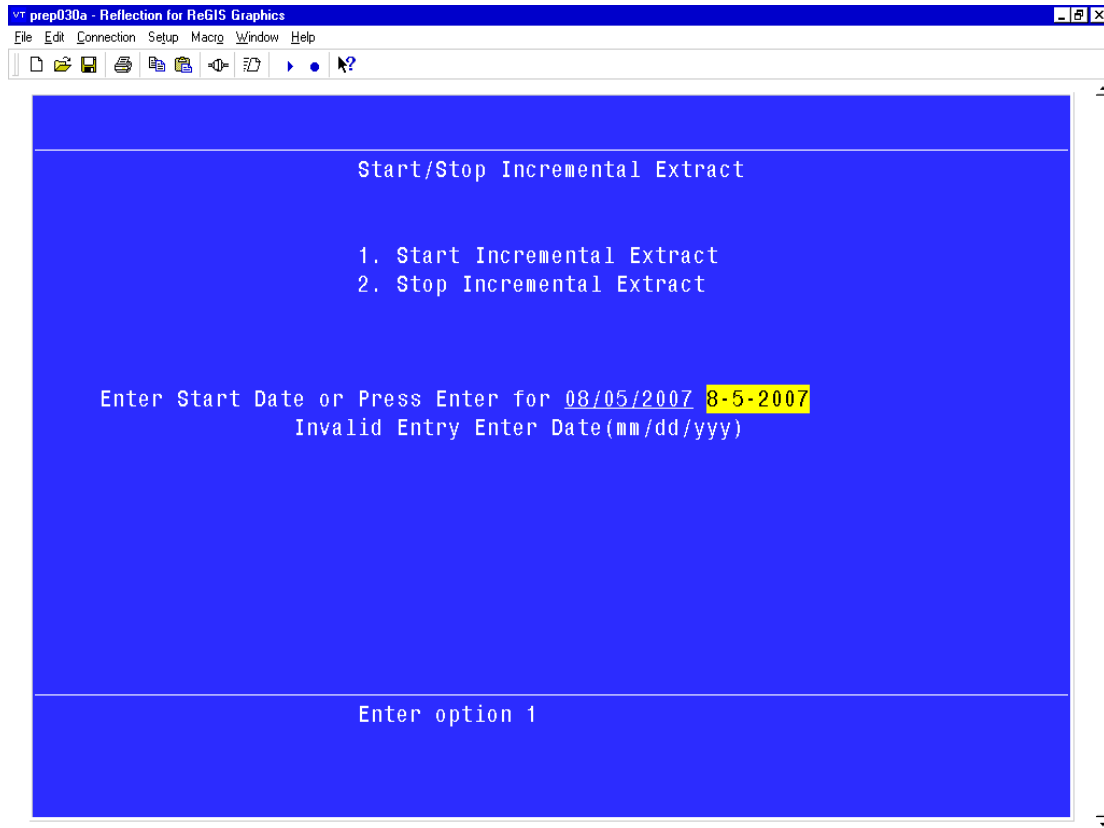 VT prep030a - Reflection for ReGIS Graphics
File Edit Connection Setup Macro Window Help
Start/Stop Incremental Extract
1. Start Incremental Extract
2. Stop Incremental Extract
Enter Start Date or Press Enter for 08/05/2007 8-5-2007
Invalid Entry Enter Date(mm/dd/yyy)
Enter option 1